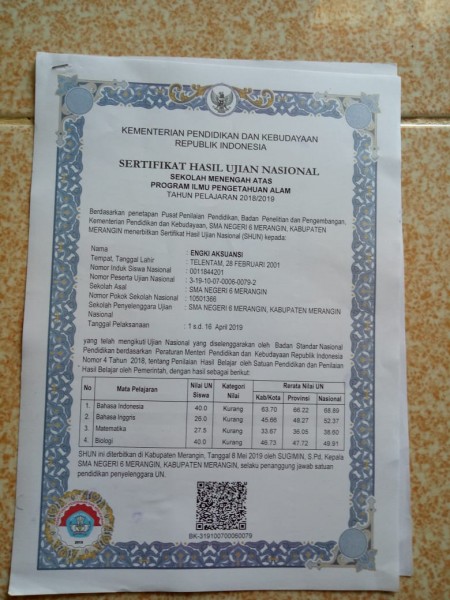 KEMENTERIAN PENDIDIKAN DAN KEBUDAYAAN
REPUBLIK INDONESIA
SERTIFIKAT HASIL UJIAN NASIONAL
SEKOLAH MENENGAH ATAS
PROGRAM ILMU PENGETAHUAN ALAM
TAHUN PELAJARAN 2018/2019
Berdasarkan penetapan Pusat Penilaian Pendidikan, Badan Penelitian dan Pengembangan,
Kementerian Pendidikan dan Kebudayaan, SMA NEGERI 6 MERANGIN, KABUPATEN
MERANGIN menerbitkan Sertifikat Hasil Ujian Nasional (SHUN) kepada:
Nama : ENGKI AKSUANSI
Tempat, Tanggal Lahir : TELENTAM, 28 FEBRUARI 2001
Nomor Induk Siswa Nasional : 0011844201
Nomor Peserta Ujian Nasional : 3-19-10-07-0006-0079-2
Sekolah Asal : SMA NEGERI 6 MERANGIN
Nomor Pokok Sekolah Nasional : 10501366
Sekolah Penyelenggara Ujian : SMA NEGERI 6 MERANGIN, KABUPATEN MERANGIN
Nasional
Tanggal Pelaksanaan : 1 s.d. 16 April 2019
yang telah mengikuti Ujian Nasional yang diselenggarakan oleh Badan Standar Nasional
Pendidikan berdasarkan Peraturan Menteri Pendidikan dan Kebudayaan Republik Indonesia
Nomor 4 Tahun 2018, tentang Penilaian Hasil Belajar oleh Satuan Pendidikan dan Penilaian
Hasil Belajar oleh Pemerintah, dengan hasil sebagai berikut:
No Mata Pelajaran Nilai UN Siswa Kategori Nilai Rarata Nilai UN
Kab/Kota Provinsi Nasional
1. Bahasa Indonesia 40.0 Kurang 63.70 66.22 68.89
2. Bahasa Inggris 26.0 Kurang 45.66 48.27 52.37
3. Matematika 27.5 Kurang 33.67 36.05 38.60
4. Biologi 40.0 Kurang 46.73 47.72 49.91
SHUN ini diterbitkan di Kabupaten Merangin, Tanggal 8 Mei 2019 oleh SUGIMIN, S.Pd, Kepala
SMA NEGERI 6 MERANGIN, KABUPATEN MERANGIN, selaku penanggung jawab satuan
pendidikan penyelenggara UN.
BK-319100700060079
2019